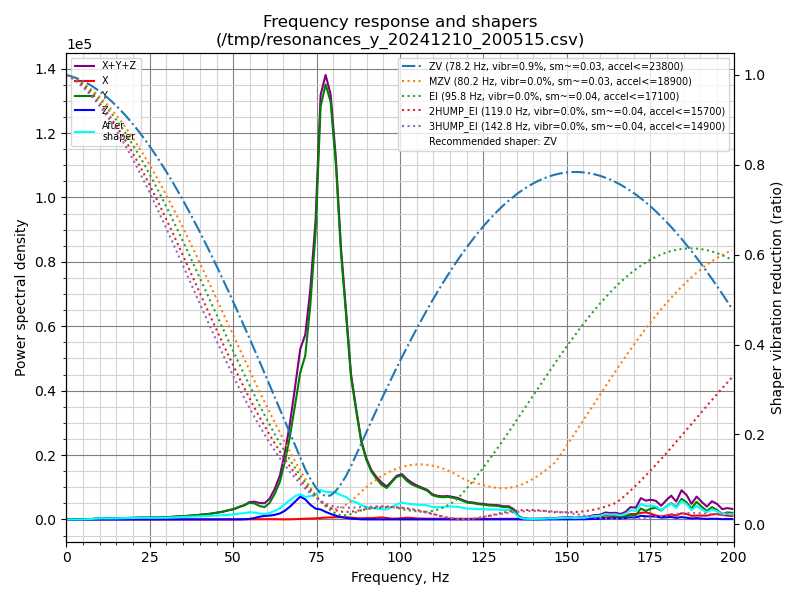 Frequency response and shapers
(/tmp/resonances_y_20241210_200515.csv)
1e5
X+Y+Z
X
Y
Z
After
shaper
ZV (78.2 Hz, vibr=0.9%, sm~=0.03, accel<=23800)
MZV (80.2 Hz, vibr=0.0%, sm~=0.03, accel<=18900)
EI (95.8 Hz, vibr=0.0%, sm~=0.04, accel<=17100)
2HUMP_EI (119.0 Hz, vibr=0.0%, sm~=0.04, accel<=15700)
3HUMP_EI (142.8 Hz, vibr=0.0%, sm~=0.04, accel<=14900)
Recommended shaper: ZV
Power spectral density
1.4
1.2
1.0
0.8
0.6
0.4
0.2
0.0
1.0
0.8
0.6
0.4
0.2
0.0
Shaper vibration reduction (ratio)
0 25 50 75 100 125 150 175 200
Frequency, Hz